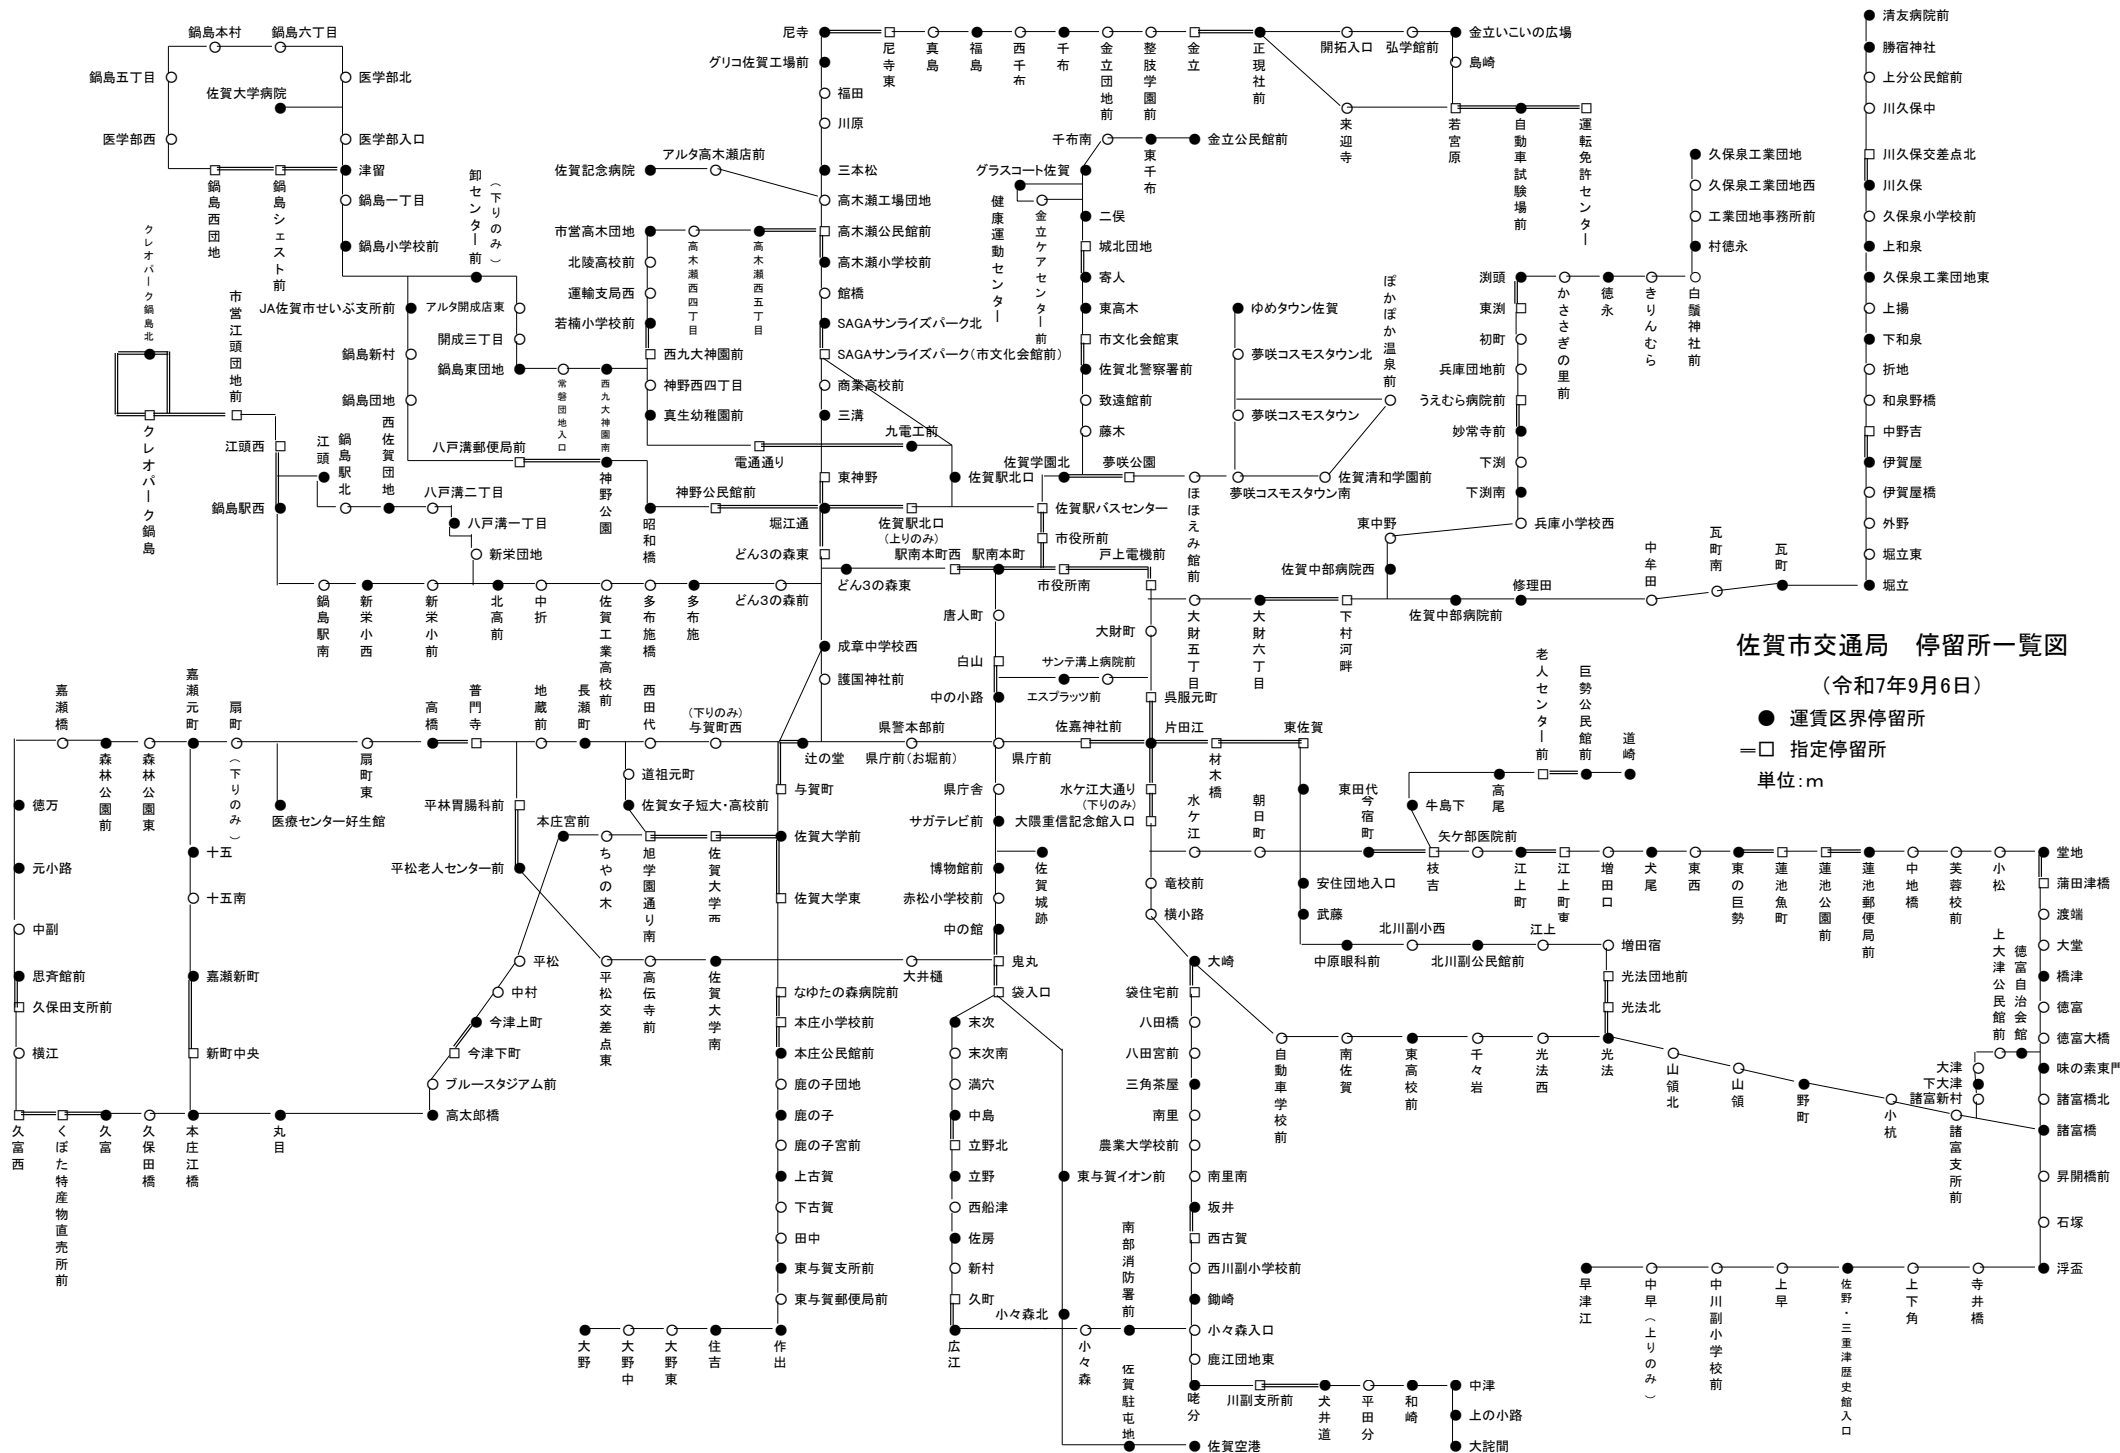 佐賀市交通局 停留所一覧図
(令和7年9月6日)
● 運賃区界停留所
=□ 指定停留所
単位:m
鍋島本村
鍋島六丁目
鍋島五丁目
医学部北
佐賀大学病院
医学部西
医学部入口
津留
鍋島西団地
鍋島シェスト前
鍋島一丁目
鍋島小学校前
卸センター前
(下りのみ)
クレオパーク鍋島北
市営江頭団地前
クレオパーク鍋島
JA佐賀市せいぶ支所前
アルタ開成店東
開成三丁目
鍋島新村
鍋島東団地
常磐団地入口
西九大神園南
鍋島団地
江頭西
江頭
鍋島駅北
西佐賀団地
八戸溝郵便局前
八戸溝二丁目
八戸溝一丁目
鍋島駅西
新栄団地
神野公園
昭和橋
神野公民館前
鍋島駅南
新栄小西
新栄小前
北高前
中折
佐賀工業高校前
多布施橋
多布施
どん3の森前
尼寺
グリコ佐賀工場前
福田
川原
三本松
高木瀬工場団地
高木瀬公民館前
高木瀬小学校前
館橋
SAGAサンライズパーク北
SAGAサンライズパーク(市文化会館前)
商業高校前
三溝
九電工前
東神野
堀江通
どん3の森東
どん3の森東
成章中学校西
護国神社前
佐賀記念病院
アルタ高木瀬店前
市営高木団地
高木瀬西四丁目
高木瀬西五丁目
北陵高校前
運輸支局西
若楠小学校前
西九大神園前
神野西四丁目
真生幼稚園前
電通通り
尼寺東
真島
福島
西千布
千布
金立団地前
整肢学園前
金立
正現社前
開拓入口
弘学館前
金立いこいの広場
島崎
来迎寺
若宮原
自動車試験場前
運転免許センター
千布南
東千布
金立公民館前
グラスコート佐賀
健康運動センター
金立ケアセンター前
二俣
城北団地
寄人
東高木
市文化会館東
佐賀北警察署前
致遠館前
藤木
佐賀学園北
夢咲公園
佐賀駅北口
佐賀駅北口
(上りのみ)
佐賀駅バスセンター
市役所前
駅南本町西
駅南本町
市役所南
戸上電機前
ほほえみ館前
夢咲コスモスタウン南
佐賀清和学園前
夢咲コスモスタウン
夢咲コスモスタウン北
ゆめタウン佐賀
ぽかぽか温泉前
渕頭
東渕
初町
兵庫団地前
うえむら病院前
妙常寺前
下渕
下渕南
兵庫小学校西
東中野
佐賀中部病院西
かささぎの里前
徳永
きりんむら
白鬚神社前
村徳永
工業団地事務所前
久保泉工業団地西
久保泉工業団地
清友病院前
勝宿神社
上分公民館前
川久保中
川久保交差点北
川久保
久保泉小学校前
上和泉
久保泉工業団地東
上揚
下和泉
折地
和泉野橋
中野吉
伊賀屋
伊賀屋橋
外野
堀立東
堀立
瓦町
瓦町南
中牟田
修理田
佐賀中部病院前
下村河畔
大財六丁目
大財五丁目
大財町
唐人町
白山
サンテ溝上病院前
エスプラッツ前
中の小路
呉服元町
佐嘉神社前
片田江
材木橋
東佐賀
県警本部前
県庁前(お堀前)
県庁前
県庁舎
サガテレビ前
博物館前
佐賀城跡
赤松小学校前
中の館
鬼丸
袋入口
大井樋
水ケ江大通り
(下りのみ)
大隈重信記念館入口
水ケ江
朝日町
今宿町
東田代
安住団地入口
武藤
竜校前
横小路
大崎
牛島下
高尾
老人センター前
巨勢公民館前
道崎
枝吉
矢ケ部医院前
江上町
江上町東
増田口
犬尾
東西
東の巨勢
蓮池魚町
蓮池公園前
蓮池郵便局前
中地橋
芙蓉校前
小松
堂地
蒲田津橋
渡端
大堂
橋津
徳富
徳富大橋
味の素東門
諸富橋北
諸富橋
昇開橋前
石塚
浮盃
上大津公民館前
徳富自治会館
大津
下大津
諸富新村
諸富支所前
小杭
野町
山領
山領北
光法
光法北
光法団地前
増田宿
江上
北川副公民館前
北川副小西
中原眼科前
自動車学校前
南佐賀
東高校前
千々岩
光法西
早津江
中早(上りのみ)
中川副小学校前
上早
佐野・三重津歴史館入口
上下角
寺井橋
袋住宅前
八田橋
八田宮前
三角茶屋
南里
農業大学校前
南里南
坂井
西古賀
西川副小学校前
鋤崎
小々森入口
鹿江団地東
咾分
川副支所前
犬井道
平田分
和崎
中津
上の小路
大詫間
南部消防署前
小々森北
小々森
佐賀駐屯地
佐賀空港
東与賀イオン前
末次
末次南
満穴
中島
立野北
立野
西船津
佐房
新村
久町
広江
嘉瀬橋
森林公園前
森林公園東
嘉瀬元町
扇町(下りのみ)
医療センター好生館
扇町東
高橋
普門寺
地蔵前
長瀬町
西田代
(下りのみ)
与賀町西
辻の堂
与賀町
道祖元町
佐賀女子短大・高校前
平林胃腸科前
平松老人センター前
本庄宮前
ちやの木
旭学園通り南
佐賀大学西
佐賀大学前
佐賀大学東
平松
中村
今津上町
今津下町
ブルースタジアム前
高太郎橋
平松交差点東
高伝寺前
佐賀大学南
なゆたの森病院前
本庄小学校前
本庄公民館前
鹿の子団地
鹿の子
鹿の子宮前
上古賀
下古賀
田中
東与賀支所前
東与賀郵便局前
作出
住吉
大野東
大野中
大野
徳万
元小路
中副
思斉館前
久保田支所前
横江
久富西
くぼた特産物直売所前
久富
久保田橋
本庄江橋
丸目
十五
十五南
嘉瀬新町
新町中央